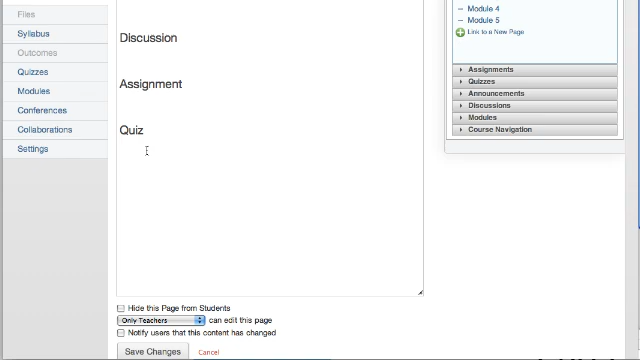 Files
Syllabus
Outcomes
Quizzes
Modules
Conferences
Collaborations
Settings
Discussion
Assignment
Quiz
Hide this Page from Students
Only Teachers can edit this page
Notify users that this content has changed
Save Changes Cancel
Module 4
Module 5
Link to a New Page
Assignments
Quizzes
Announcements
Discussions
Modules
Course Navigation